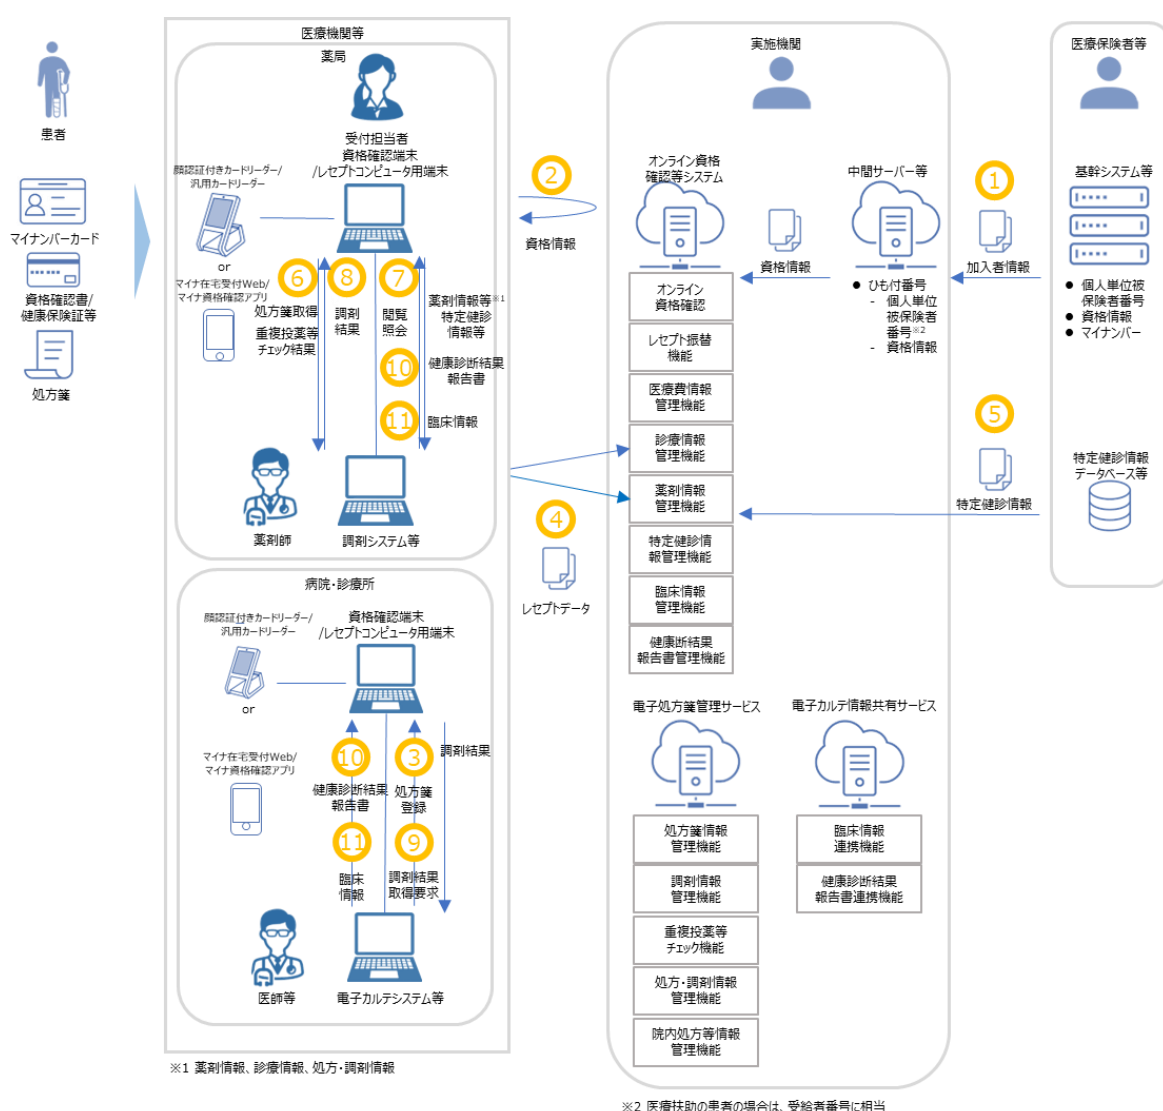 患者
マイナンバーカード
資格確認書/
健康保険証等
処方箋
医療機関等
薬局
受付担当者
資格確認端末
/レセプトコンピュータ用端末
顔認証付きカードリーダー/
汎用カードリーダー
or
マイナ在宅受付Web/
マイナ資格確認アプリ
6
処方箋取得
重複投薬等
チェック結果
8
調剤
結果
7
閲覧
照会
薬剤情報等※1
特定健診
情報等
10
健康診断結果
報告書
11
臨床情報
薬剤師
調剤システム等
病院・診療所
顔認証付きカードリーダー/
汎用カードリーダー
資格確認端末
/レセプトコンピュータ用端末
or
マイナ在宅受付Web/
マイナ資格確認アプリ
10
健康診断結果
報告書
11
臨床
情報
3
処方箋
登録
9
調剤結果
取得要求
調剤結果
医師等
電子カルテシステム等
※1 薬剤情報、診療情報、処方・調剤情報
2
資格情報
4
レセプトデータ
実施機関
オンライン資格
確認等システム
オンライン
資格確認
レセプト振替
機能
医療費情報
管理機能
診療情報
管理機能
薬剤情報
管理機能
特定健診情
報管理機能
臨床情報
管理機能
健康断結果
報告書管理機能
資格情報
中間サーバー等
● ひも付番号
- 個人単位
被保険者
番号※2
- 資格情報
電子処方箋管理サービス
処方箋情報
管理機能
調剤情報
管理機能
重複投薬等
チェック機能
処方・調剤情報
管理機能
院内処方等情報
管理機能
電子カルテ情報共有サービス
臨床情報
連携機能
健康診断結果
報告書連携機能
1
加入者情報
5
特定健診情報
医療保険者等
基幹システム等
● 個人単位被
保険者番号
● 資格情報
● マイナンバー
特定健診情報
データベース等
※2 医療扶助の患者の場合は、受給者番号に相当